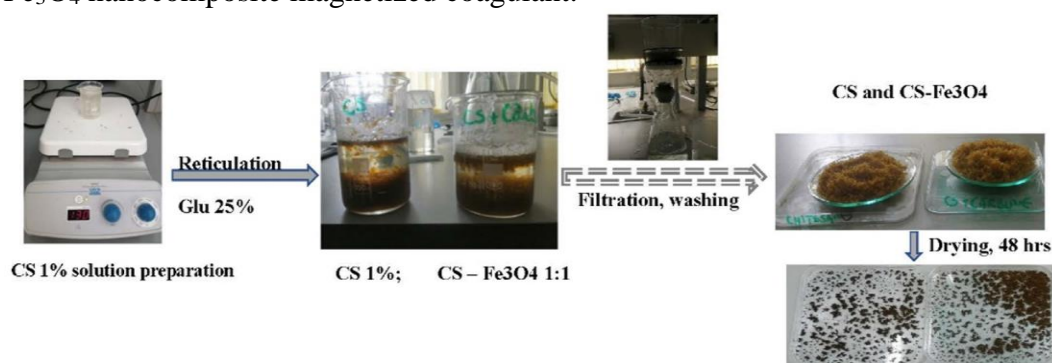 Fe₃O₄ nanocomposite magnetized coagulant.
CS and CS-Fe3O4
Reticulation
Glu 25%
Filtration, washing
CS 1% solution preparation
CS 1%; CS – Fe3O4 1:1
Drying, 48 hrs
CS